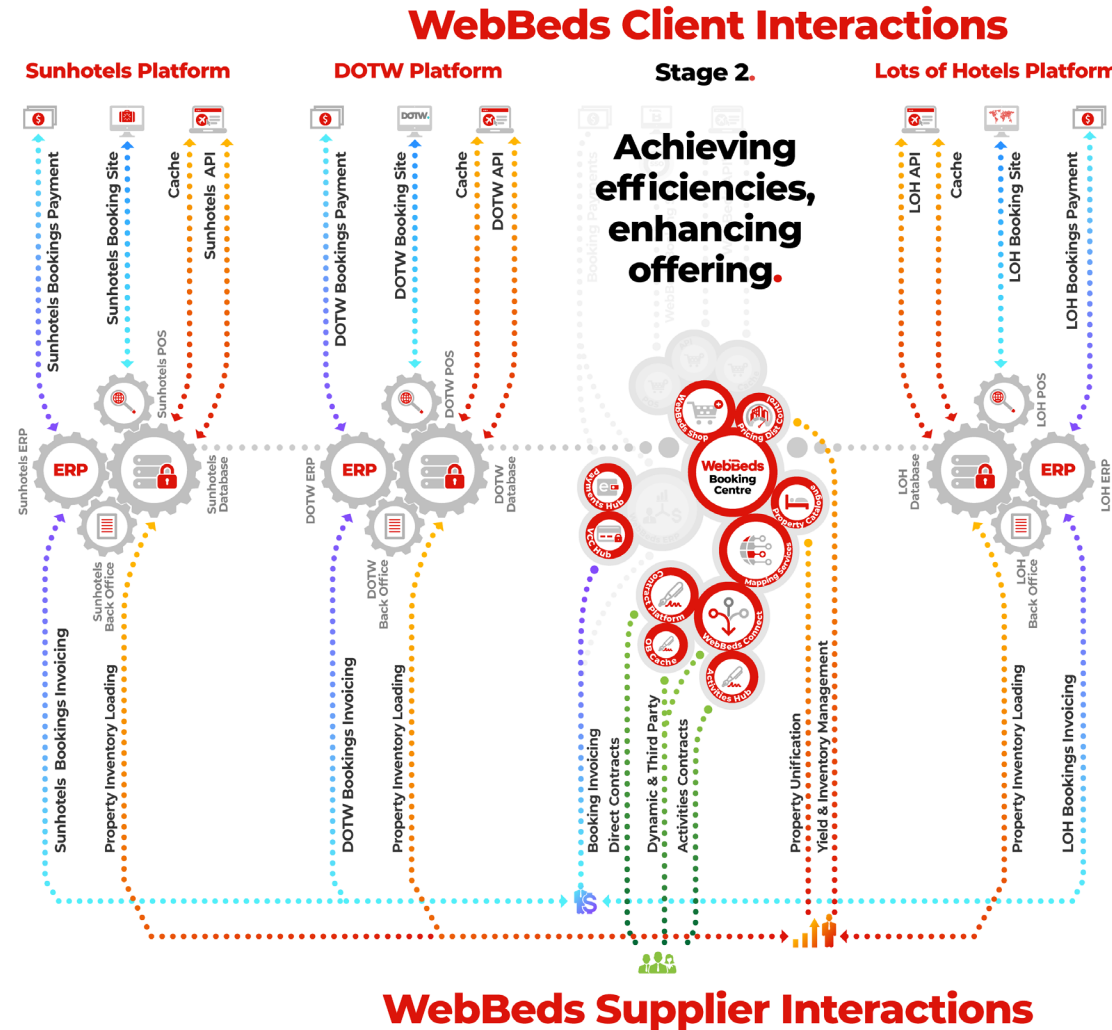 WebBeds Client Interactions
Sunhotels Platform
DOTW Platform
Stage 2.
Lots of Hotels Platform
DOTW.
Achieving
efficiencies,
enhancing
offering.
Sunhotels Bookings Payment
Sunhotels Booking Site
Cache
Sunhotels API
DOTW Bookings Payment
DOTW Booking Site
Cache
DOTW API
Booking Payments
LOH API
Cache
LOH Booking Site
LOH Bookings Payment
Sunhotels POS
DOTW POS
LOH POS
Sunhotels ERP
ERP
Sunhotels
Database
DOTW ERP
ERP
DOTW
Database
WebBeds Shop
Pricing Dist Control
WebBeds
Booking
Centre
Payments Hub
VCC Hub
Property Catalogue
Mapping Services
Contract Platform
WebBeds Connect
OB Cache
Activities Hub
LOH
Database
ERP
LOH ERP
Sunhotels
Back Office
DOTW
Back Office
LOH
Back Office
Sunhotels Bookings Invoicing
Property Inventory Loading
DOTW Bookings Invoicing
Property Inventory Loading
Booking Invoicing
Direct Contracts
Dynamic & Third Party
Activities Contracts
Property Unification
Yield & Inventory Management
Property Inventory Loading
LOH Bookings Invoicing
WebBeds Supplier Interactions